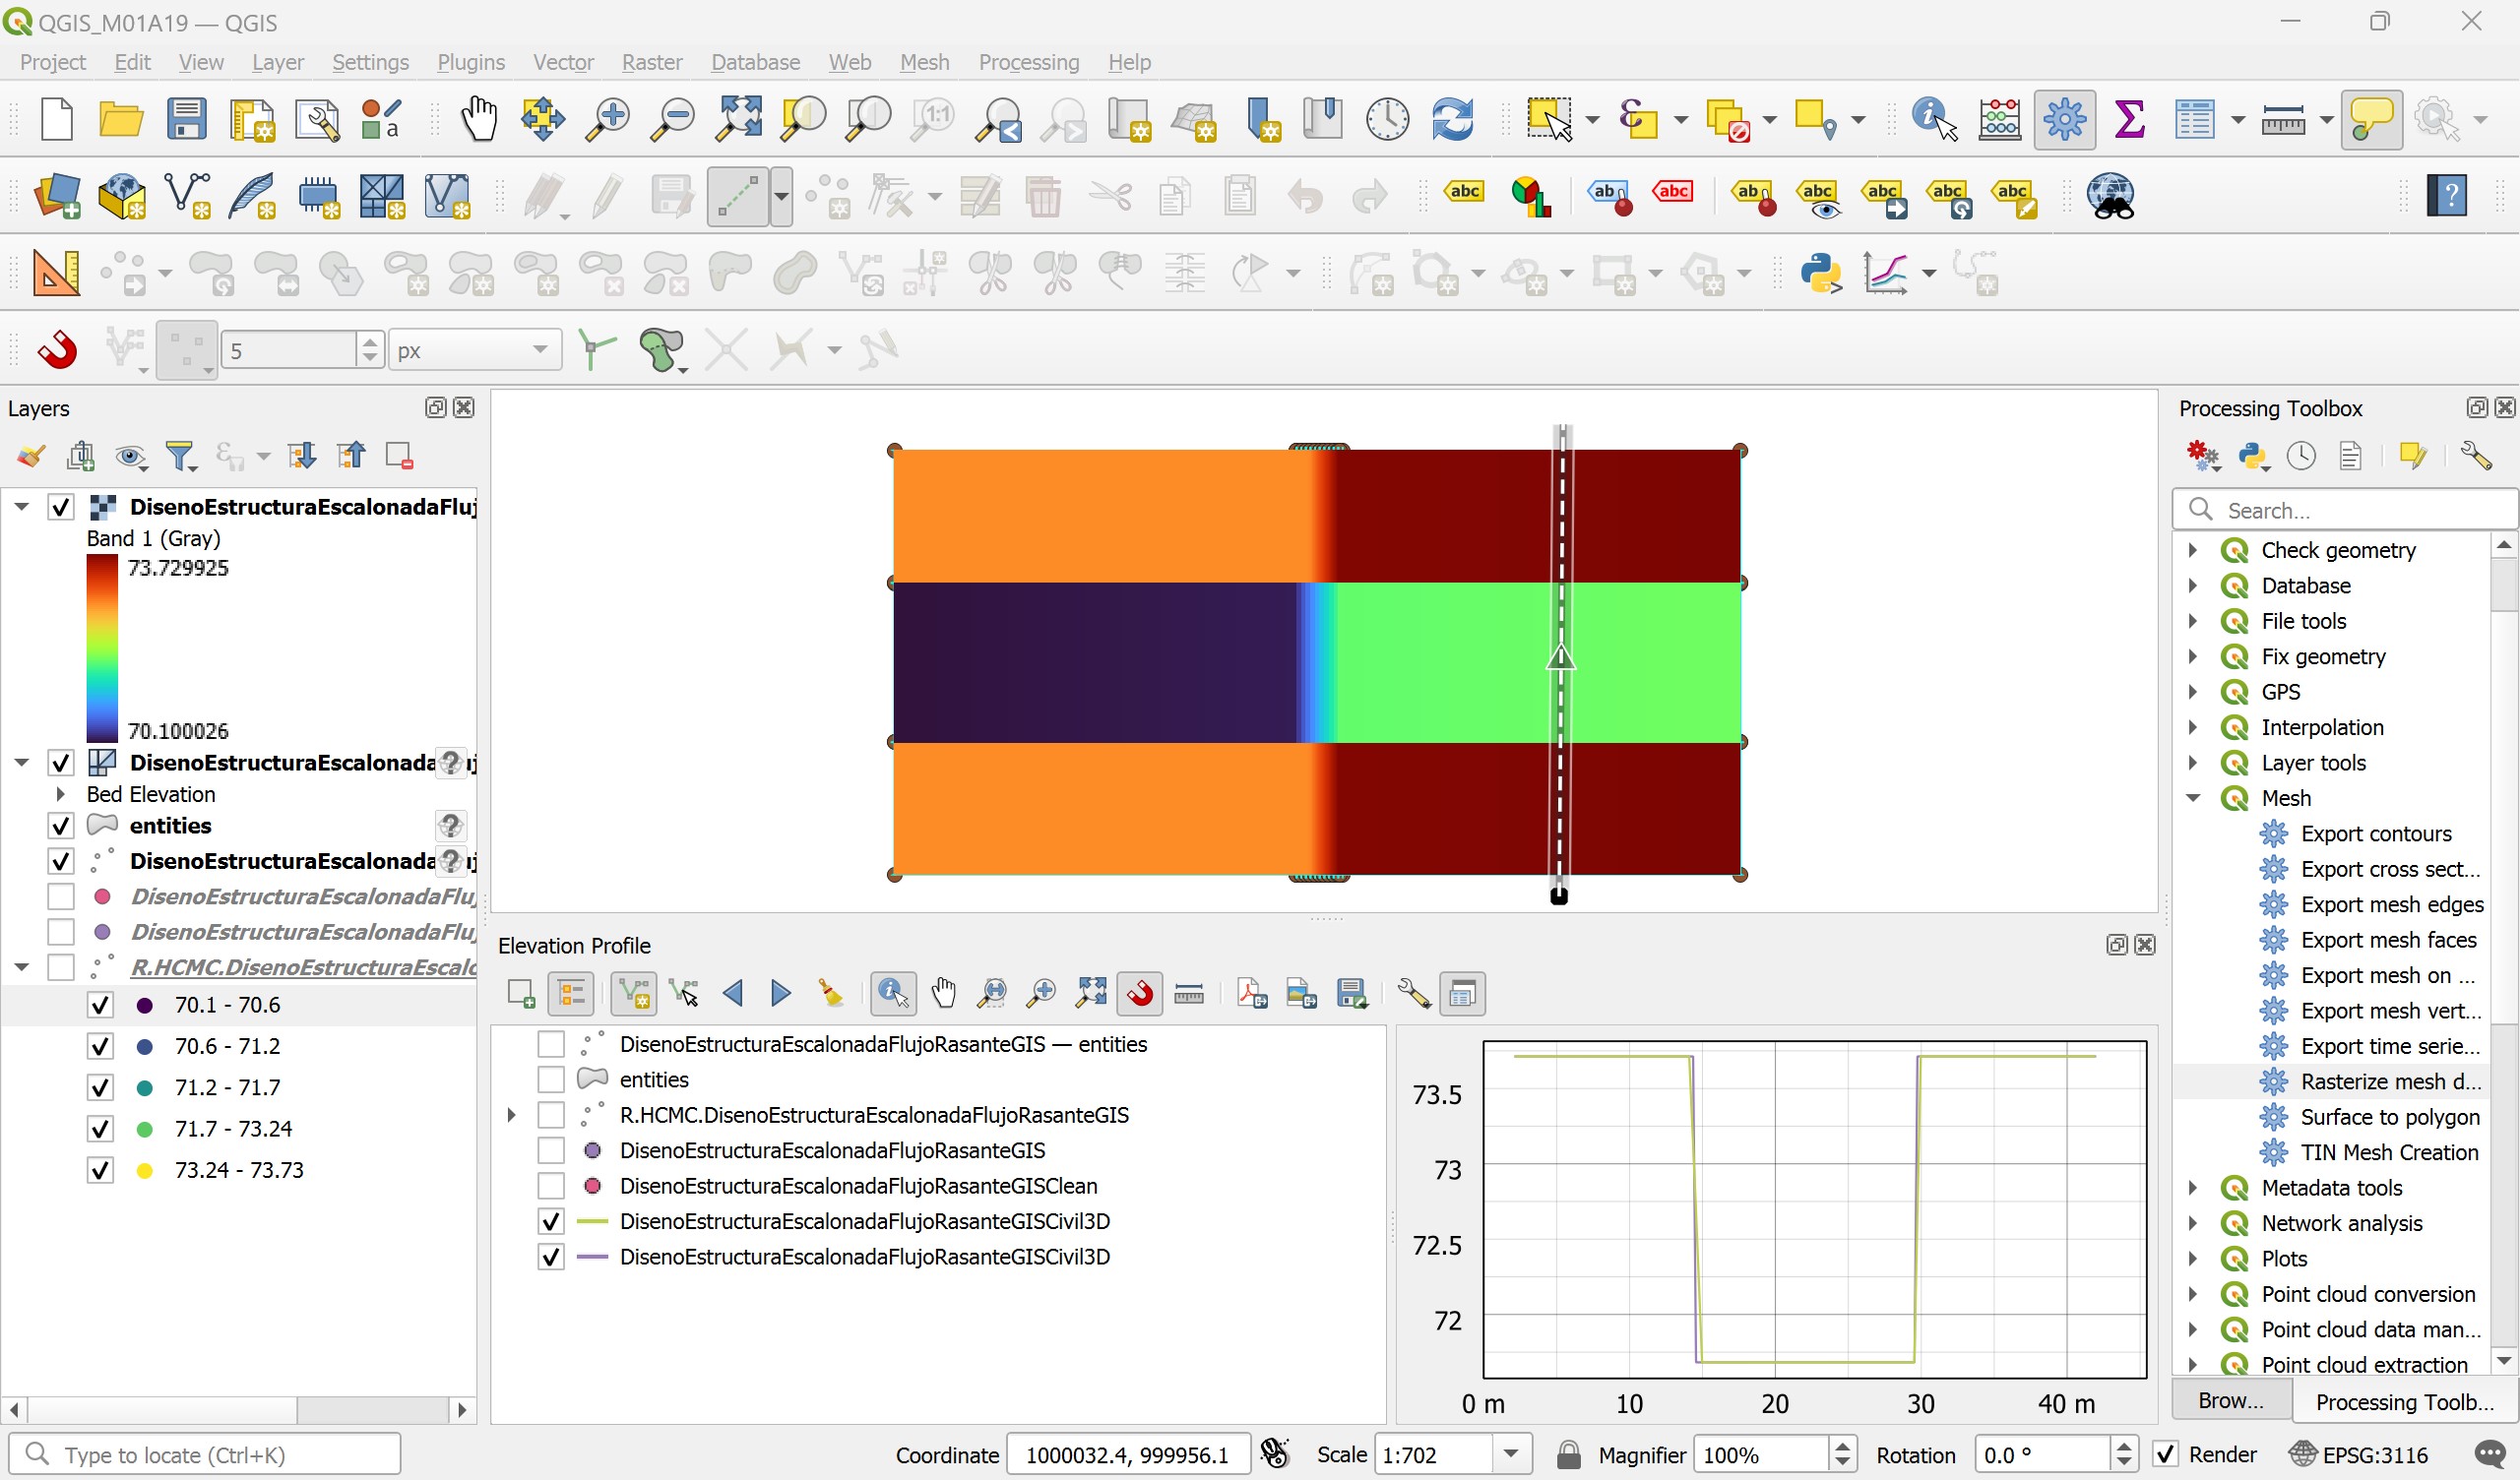 QGIS_M01A19 — QGIS
Project Edit View Layer Settings Plugins Vector Raster Database Web Mesh Processing Help
5 px
Layers
DisenoEstructuraEscalonadaFluj
Band 1 (Gray)
73.729925
70.100026
DisenoEstructuraEscalonada
Bed Elevation
entities
DisenoEstructuraEscalonada
DisenoEstructuraEscalonadaFluj
DisenoEstructuraEscalonadaFluj
R.HCMC.DisenoEstructuraEscalo
70.1 - 70.6
70.6 - 71.2
71.2 - 71.7
71.7 - 73.24
73.24 - 73.73
Type to locate (Ctrl+K)
Elevation Profile
DisenoEstructuraEscalonadaFlujoRasanteGIS — entities
entities
R.HCMC.DisenoEstructuraEscalonadaFlujoRasanteGIS
DisenoEstructuraEscalonadaFlujoRasanteGIS
DisenoEstructuraEscalonadaFlujoRasanteGISClean
DisenoEstructuraEscalonadaFlujoRasanteGISCivil3D
DisenoEstructuraEscalonadaFlujoRasanteGISCivil3D
73.5
73
72.5
72
0 m 10 20 30 40 m
Processing Toolbox
Search...
Check geometry
Database
File tools
Fix geometry
GPS
Interpolation
Layer tools
Mesh
Export contours
Export cross sect...
Export mesh edges
Export mesh faces
Export mesh on ...
Export mesh vert...
Export time serie...
Rasterize mesh d...
Surface to polygon
TIN Mesh Creation
Metadata tools
Network analysis
Plots
Point cloud conversion
Point cloud data man...
Point cloud extraction
Brow... Processing Toolb...
Coordinate 1000032.4, 999956.1 Scale 1:702 Magnifier 100% Rotation 0.0 ° Render EPSG:3116